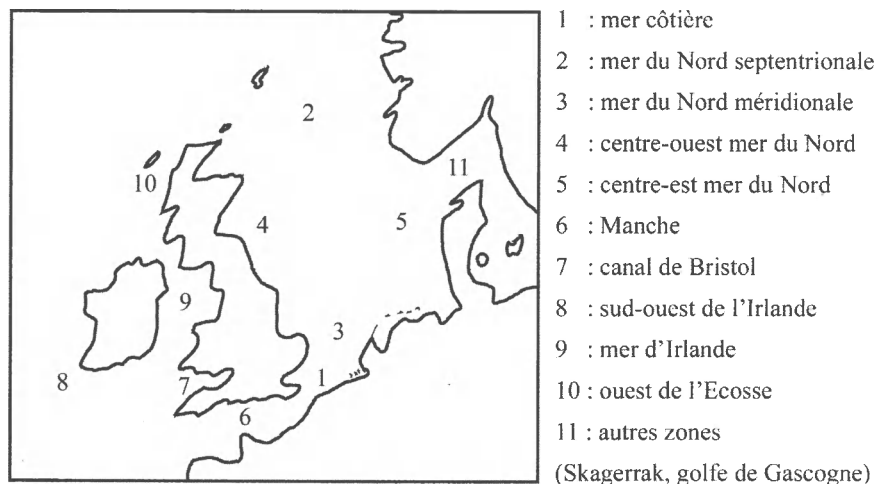 1 : mer côtière
2 : mer du Nord septentrionale
3 : mer du Nord méridionale
4 : centre-ouest mer du Nord
5 : centre-est mer du Nord
6 : Manche
7 : canal de Bristol
8 : sud-ouest de l'Irlande
9 : mer d'Irlande
10 : ouest de l'Ecosse
11 : autres zones
(Skagerrak, golfe de Gascogne)
2
11
10
4
5
9
3
8
7
1
6